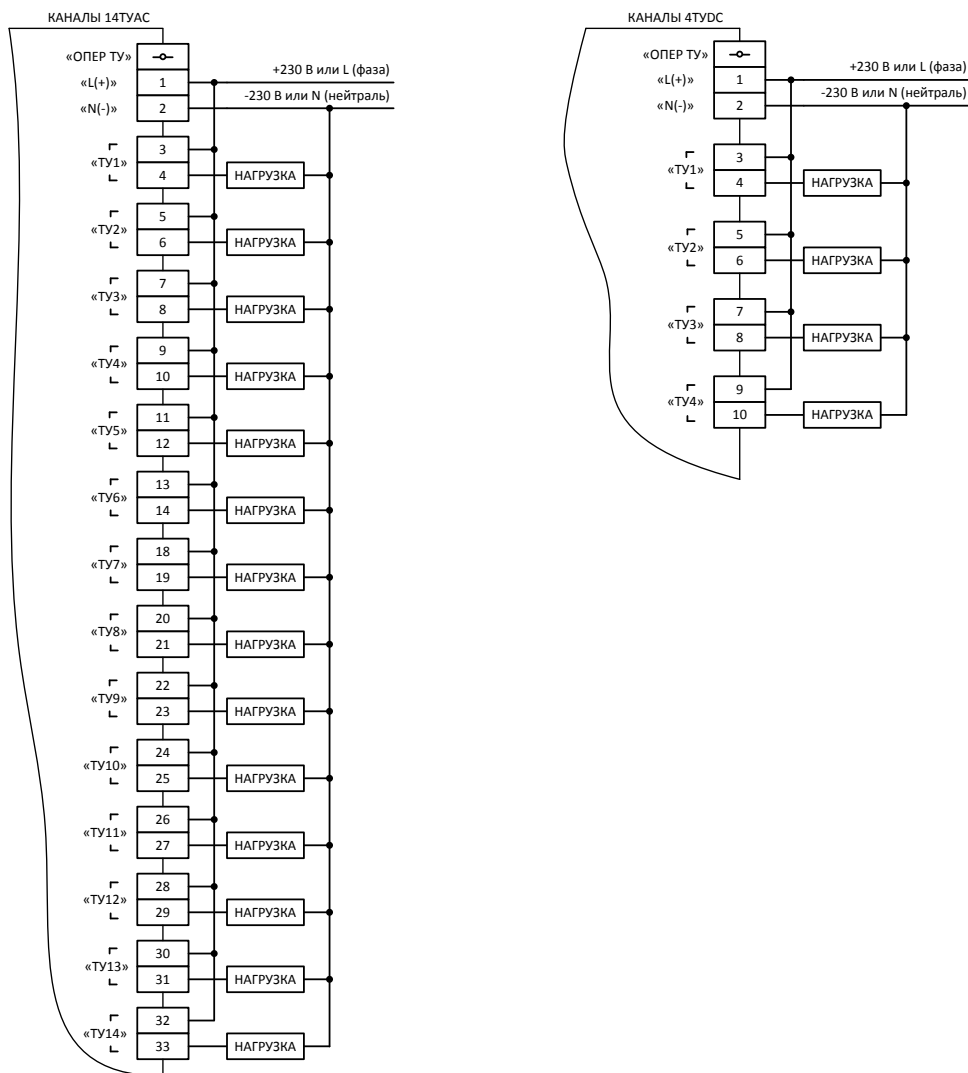 КАНАЛЫ 14ТУАС
«ОПЕР ТУ»
«L(+)» 1 +230 В или L (фаза)
«N(-)» 2 -230 В или N (нейтраль)
3
«ТУ1»
4 НАГРУЗКА
5
«ТУ2»
6 НАГРУЗКА
7
«ТУ3»
8 НАГРУЗКА
9
«ТУ4»
10 НАГРУЗКА
11
«ТУ5»
12 НАГРУЗКА
13
«ТУ6»
14 НАГРУЗКА
18
«ТУ7»
19 НАГРУЗКА
20
«ТУ8»
21 НАГРУЗКА
22
«ТУ9»
23 НАГРУЗКА
24
«ТУ10»
25 НАГРУЗКА
26
«ТУ11»
27 НАГРУЗКА
28
«ТУ12»
29 НАГРУЗКА
30
«ТУ13»
31 НАГРУЗКА
32
«ТУ14»
33 НАГРУЗКА
КАНАЛЫ 4ТУDC
«ОПЕР ТУ»
«L(+)» 1 +230 В или L (фаза)
«N(-)» 2 -230 В или N (нейтраль)
3
«ТУ1»
4 НАГРУЗКА
5
«ТУ2»
6 НАГРУЗКА
7
«ТУ3»
8 НАГРУЗКА
9
«ТУ4»
10 НАГРУЗКА